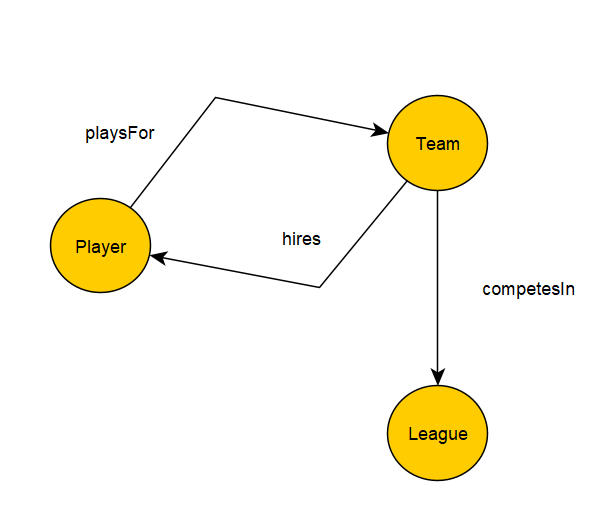 playsFor
Team
hires
Player
competesIn
League